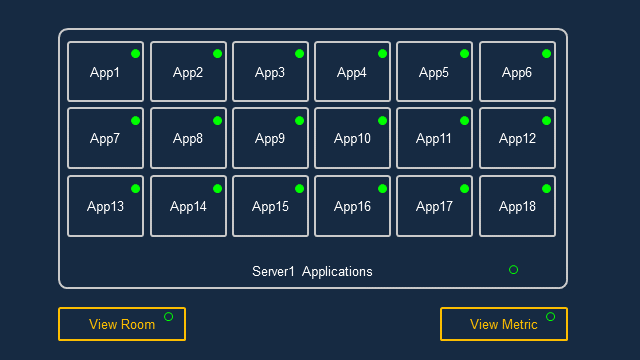 App1 App2 App3 App4 App5 App6
App7 App8 App9 App10 App11 App12
App13 App14 App15 App16 App17 App18
Server1 Applications
View Room View Metric